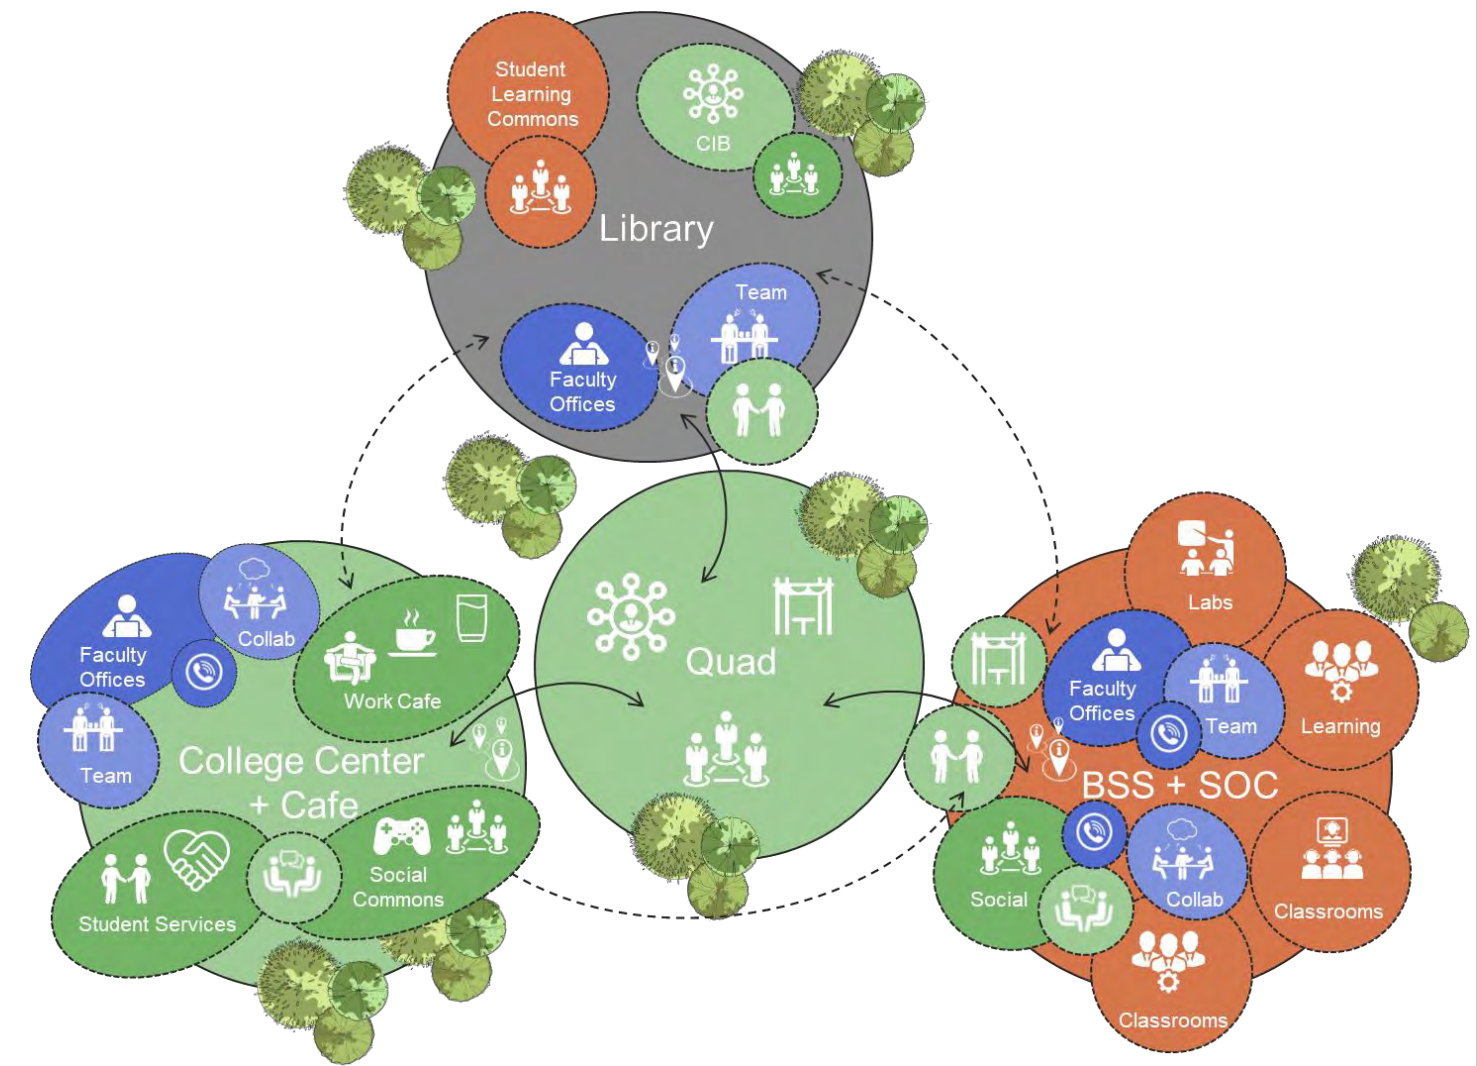 Student
Learning
Commons
CIB
Library
Team
Faculty
Offices
Collab
Faculty
Offices
Work Cafe
Team
College Center
+ Cafe
Social
Commons
Student Services
Quad
Labs
Faculty
Offices
Team
Learning
BSS + SOC
Social
Collab
Classrooms
Classrooms